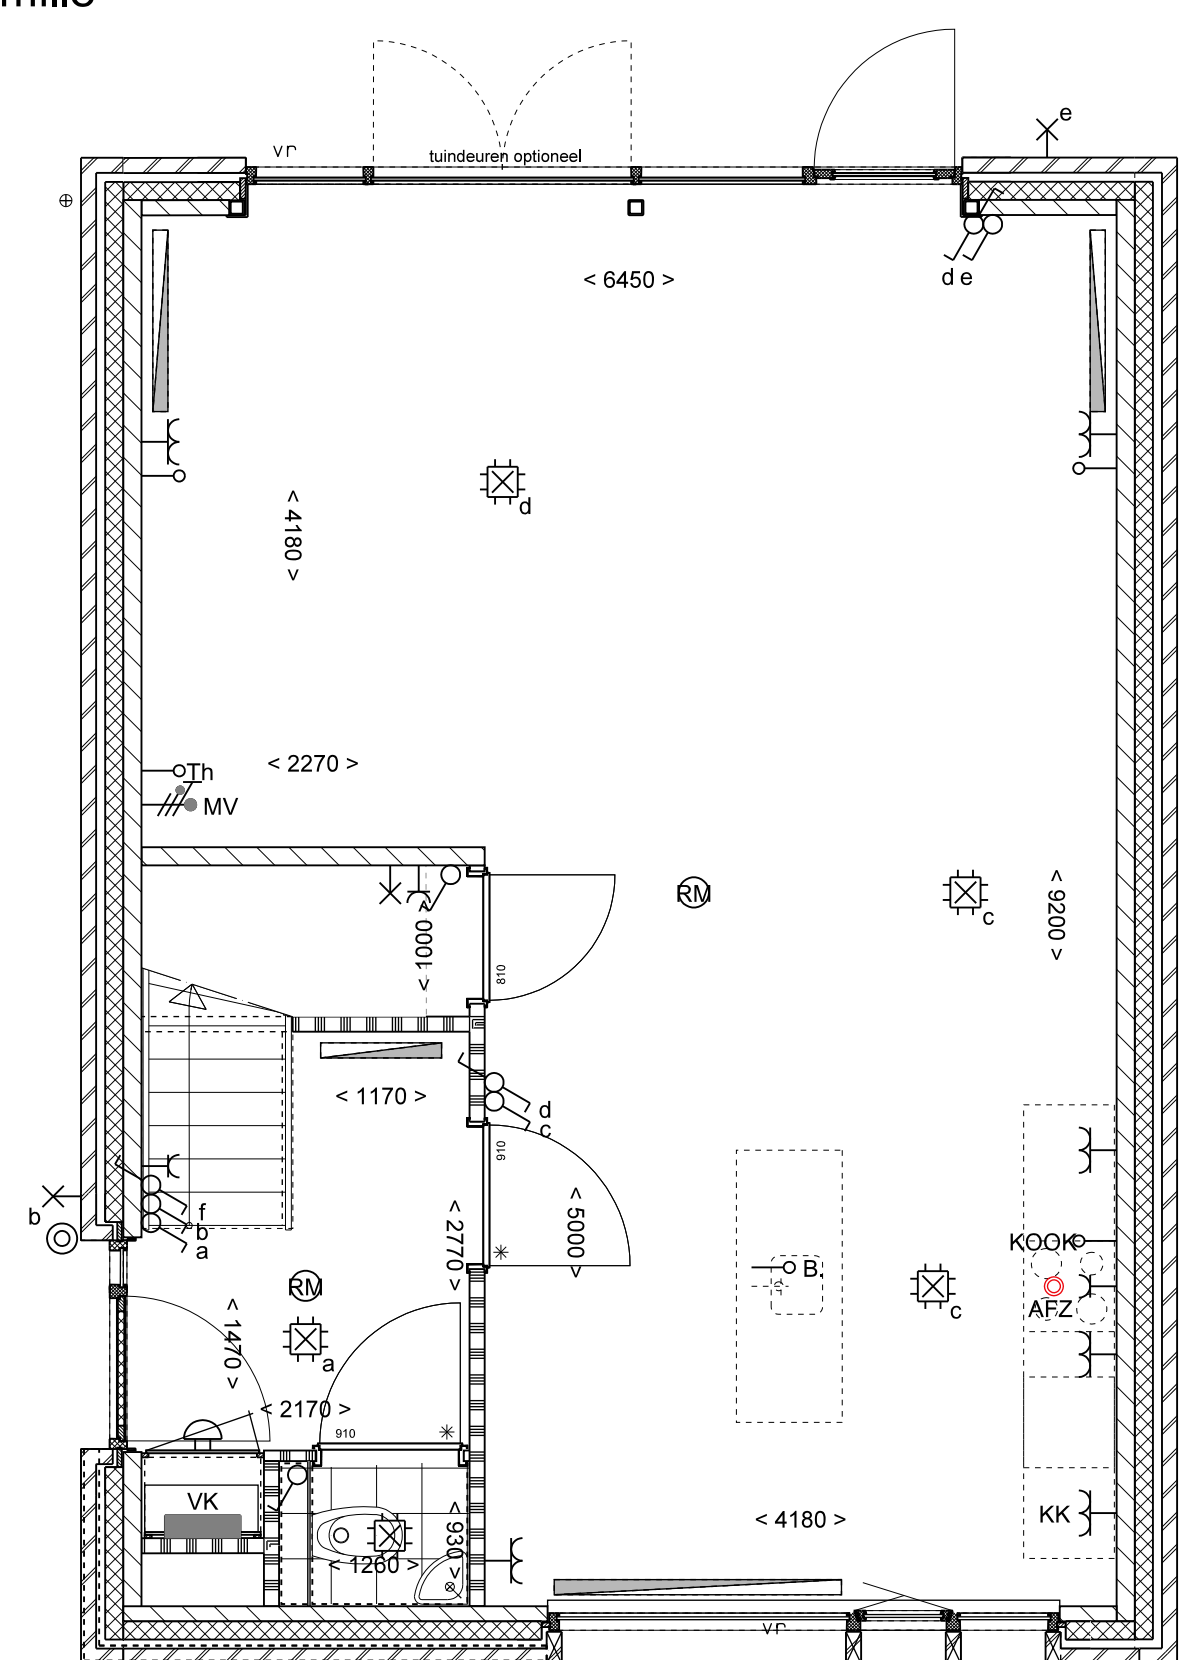 vr
tuindeuren optioneel
e
< 6450 >
d e
< 4180 >
d
< 2270 >
Th
MV
RM
c
< 9200 >
< 1000 >
810
< 1170 >
d
c
910
f
b
a
b
< 2770 >
< 5000 >
KOOK
B.
c
AFZ
RM
a
< 1470 >
< 2170 >
910
VK
< 1260 >
< 930 >
< 4180 >
KK
vr